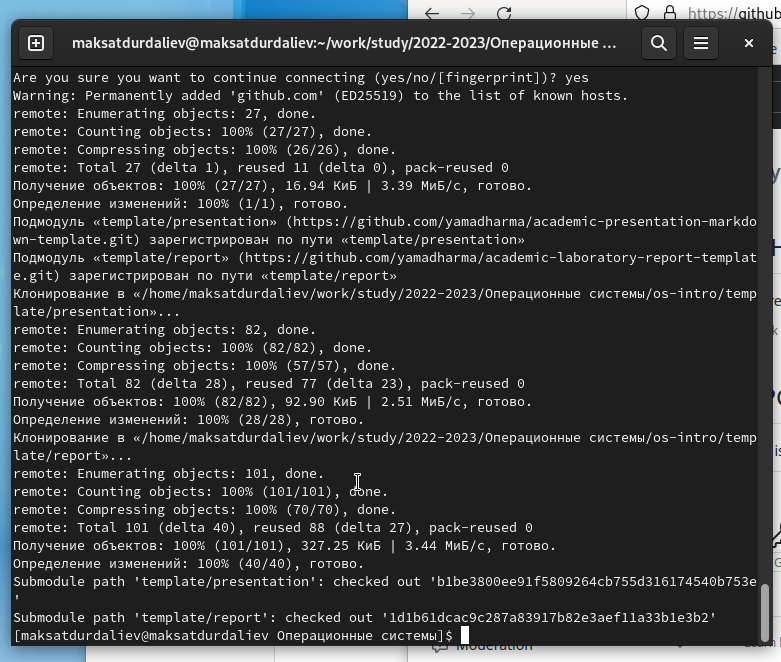 https://github
maksatdurdaliev@maksatdurdaliev:~/work/study/2022-2023/Операционные ...
Are you sure you want to continue connecting (yes/no/[fingerprint])? yes
Warning: Permanently added 'github.com' (ED25519) to the list of known hosts.
remote: Enumerating objects: 27, done.
remote: Counting objects: 100% (27/27), done.
remote: Compressing objects: 100% (26/26), done.
remote: Total 27 (delta 1), reused 11 (delta 0), pack-reused 0
Получение объектов: 100% (27/27), 16.94 КиБ | 3.39 МиБ/с, готово.
Определение изменений: 100% (1/1), готово.
Подмодуль «template/presentation» (https://github.com/yamadharma/academic-presentation-markdo
wn-template.git) зарегистрирован по пути «template/presentation»
Подмодуль «template/report» (https://github.com/yamadharma/academic-laboratory-report-templat
e.git) зарегистрирован по пути «template/report»
Клонирование в «/home/maksatdurdaliev/work/study/2022-2023/Операционные системы/os-intro/temp
late/presentation»...
remote: Enumerating objects: 82, done.
remote: Counting objects: 100% (82/82), done.
remote: Compressing objects: 100% (57/57), done.
remote: Total 82 (delta 28), reused 77 (delta 23), pack-reused 0
Получение объектов: 100% (82/82), 92.90 КиБ | 2.51 МиБ/с, готово.
Определение изменений: 100% (28/28), готово.
Клонирование в «/home/maksatdurdaliev/work/study/2022-2023/Операционные системы/os-intro/temp
late/report»...
remote: Enumerating objects: 101, done.
remote: Counting objects: 100% (101/101), done.
remote: Compressing objects: 100% (70/70), done.
remote: Total 101 (delta 40), reused 88 (delta 27), pack-reused 0
Получение объектов: 100% (101/101), 327.25 КиБ | 3.44 МиБ/с, готово.
Определение изменений: 100% (40/40), готово.
Submodule path 'template/presentation': checked out 'b1be3800ee91f5809264cb755d316174540b753e
'
Submodule path 'template/report': checked out '1d1b61dcac9c287a83917b82e3aef11a33b1e3b2'
[maksatdurdaliev@maksatdurdaliev Операционные системы]$
Moderation